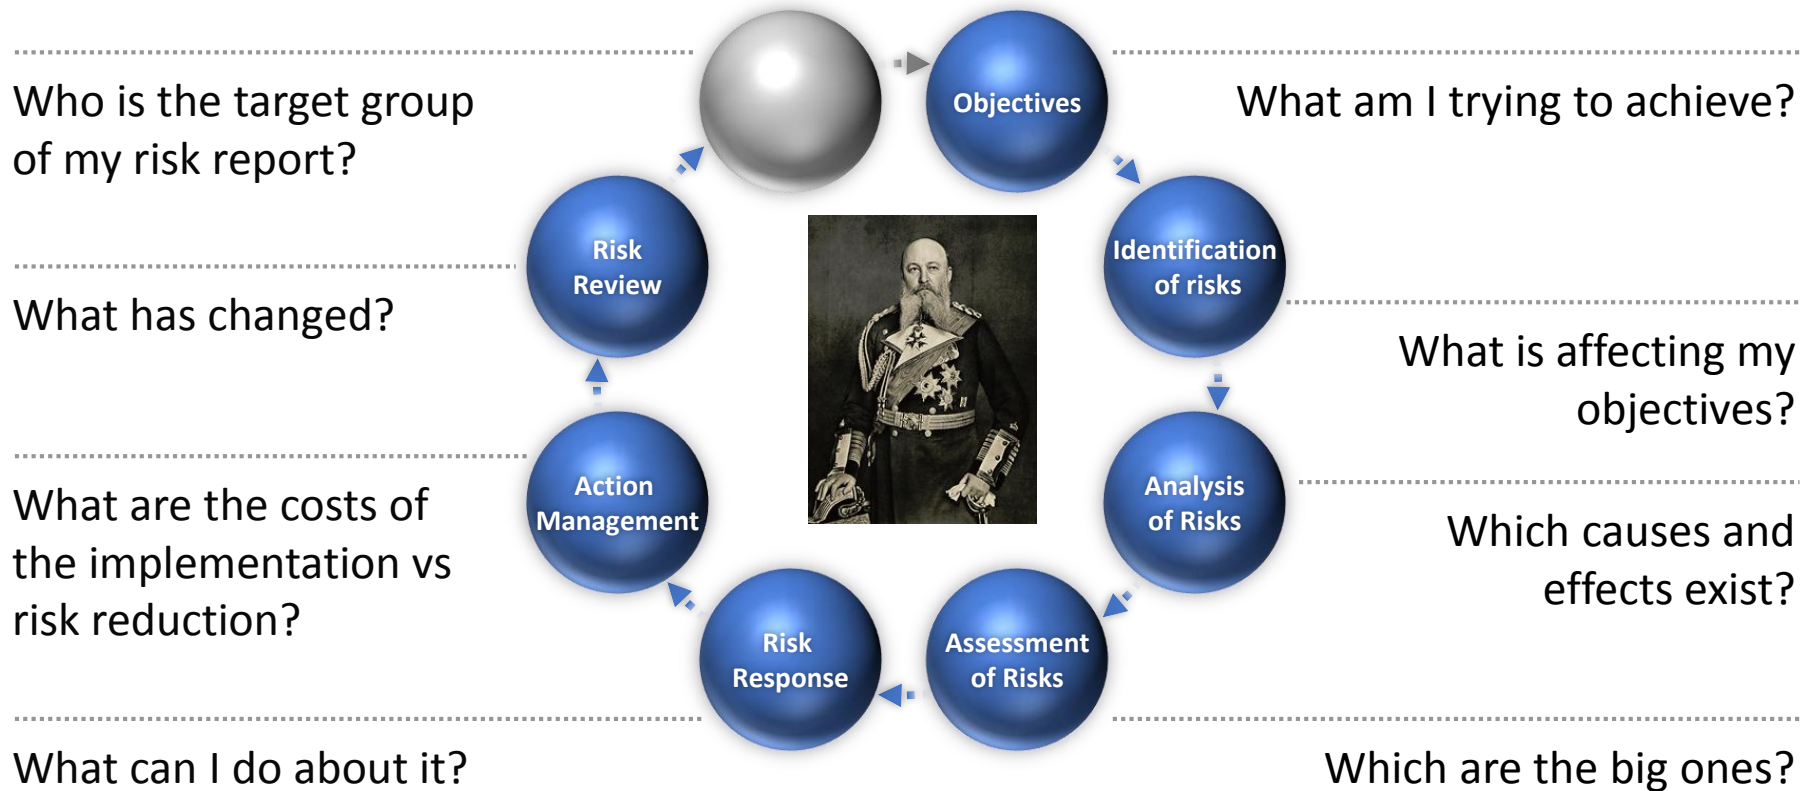 Who is the target group
of my risk report?
What has changed?
What are the costs of
the implementation vs
risk reduction?
What can I do about it?
Objectives
Identification
of risks
Analysis
of Risks
Assessment
of Risks
Risk
Response
Action
Management
Risk
Review
What am I trying to achieve?
What is affecting my
objectives?
Which causes and
effects exist?
Which are the big ones?